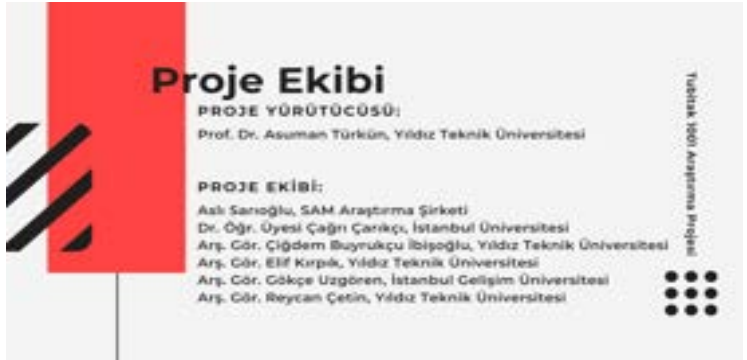 Proje Ekibi
PROJE YÜRÜTÜCÜSÜ:
Prof. Dr. Asuman Türkün, Yıldız Teknik Üniversitesi
PROJE EKİBİ:
Aslı Sarıoğlu, SAM Araştırma Şirketi
Dr. Öğr. Üyesi Çağrı Çarıkçı, İstanbul Üniversitesi
Arş. Gör. Çiğdem Buyrukçu İbişoğlu, Yıldız Teknik Üniversitesi
Arş. Gör. Elif Kırpık, Yıldız Teknik Üniversitesi
Arş. Gör. Gökçe Uzgören, İstanbul Gelişim Üniversitesi
Arş. Gör. Reycan Çetin, Yıldız Teknik Üniversitesi
Tubitak 1001 Araştırma Projesi